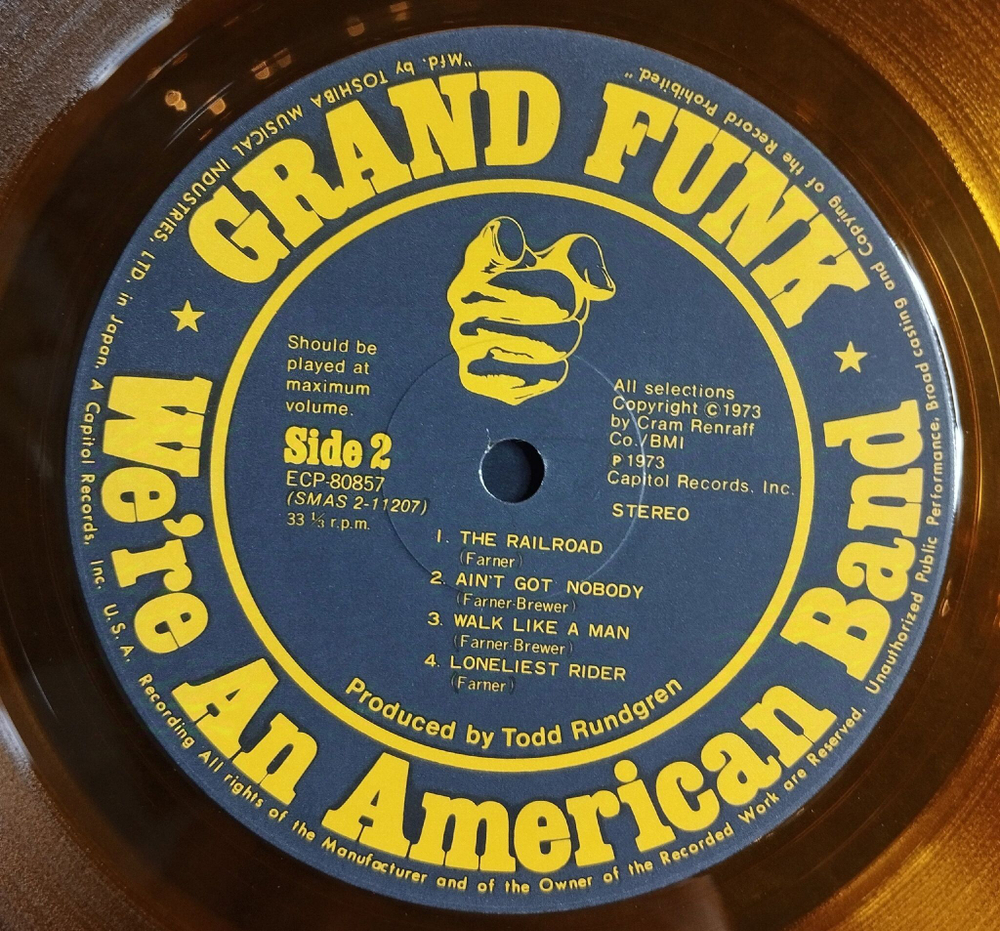 GRAND FUNK
We're An American Band
Should be
played at
maximum
volume.
Side 2
ECP-80857
(SMAS 2-11207)
33 ⅓ r.p.m.
All selections
Copyright ©1973
by Cram Renraff
Co./BMI
℗ 1973
Capitol Records, Inc.
STEREO
1. THE RAILROAD
(Farner)
2. AIN'T GOT NOBODY
(Farner-Brewer)
3. WALK LIKE A MAN
(Farner-Brewer)
4. LONELIEST RIDER
(Farner)
Produced by Todd Rundgren
"Mfd. by TOSHIBA MUSICAL INDUSTRIES, LTD. in Japan, A Capitol Records, Inc. U.S.A. Recording All rights of the Manufacturer and of the Owner of the Recorded Work are Reserved, Unauthorized Public Performance, Broadcasting and Copying of the Record Prohibited."